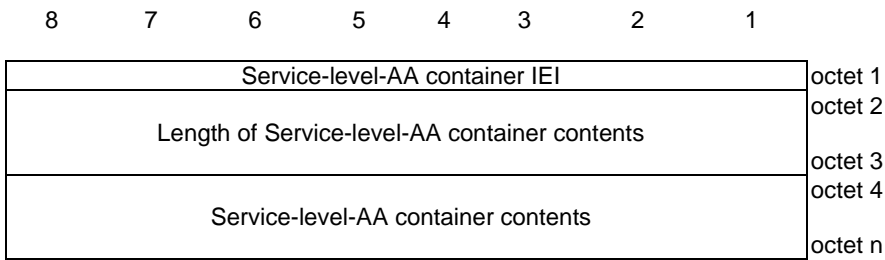 8 7 6 5 4 3 2 1
Service-level-AA container IEI octet 1
octet 2
Length of Service-level-AA container contents
octet 3
octet 4
Service-level-AA container contents
octet n